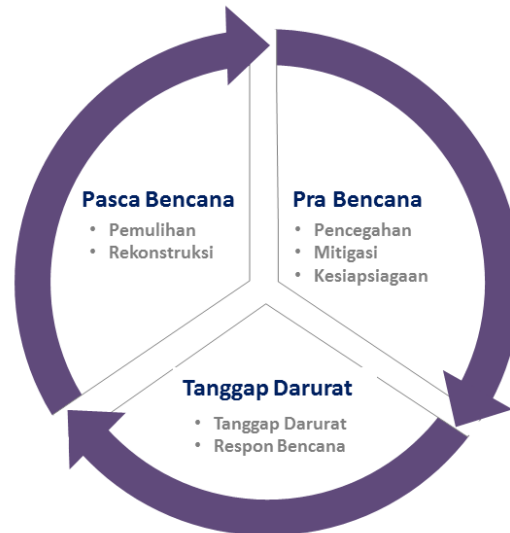 Pasca Bencana
• Pemulihan
• Rekonstruksi
Pra Bencana
• Pencegahan
• Mitigasi
• Kesiapsiagaan
Tanggap Darurat
• Tanggap Darurat
• Respon Bencana